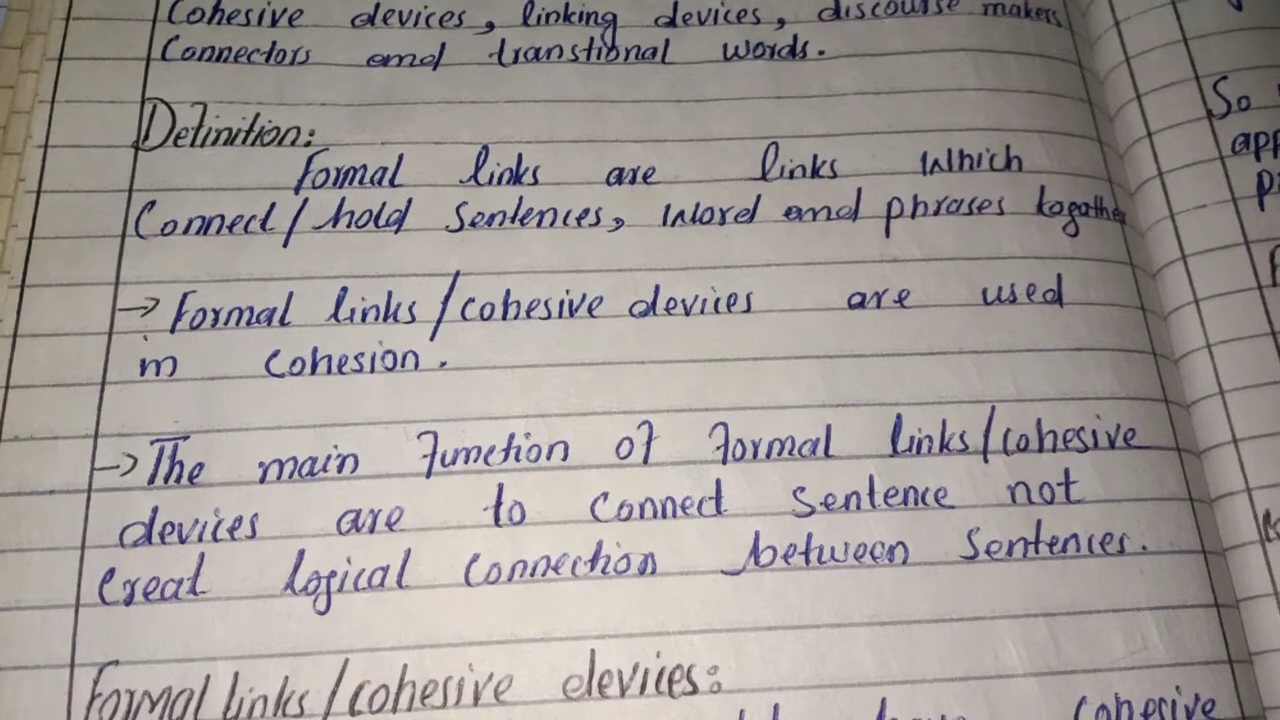 Cohesive devices, linking devices, discourse makers
Connectors and transtional words.
Definition:
Formal links are links which
Connect/hold sentences, word and phrases togather
→ Formal links/cohesive devices are used
in cohesion.
→ The main function of formal links/cohesive
devices are to connect sentence not
creat logical connection between sentences.
Formal links/cohesive devices:
cohesive
So
app